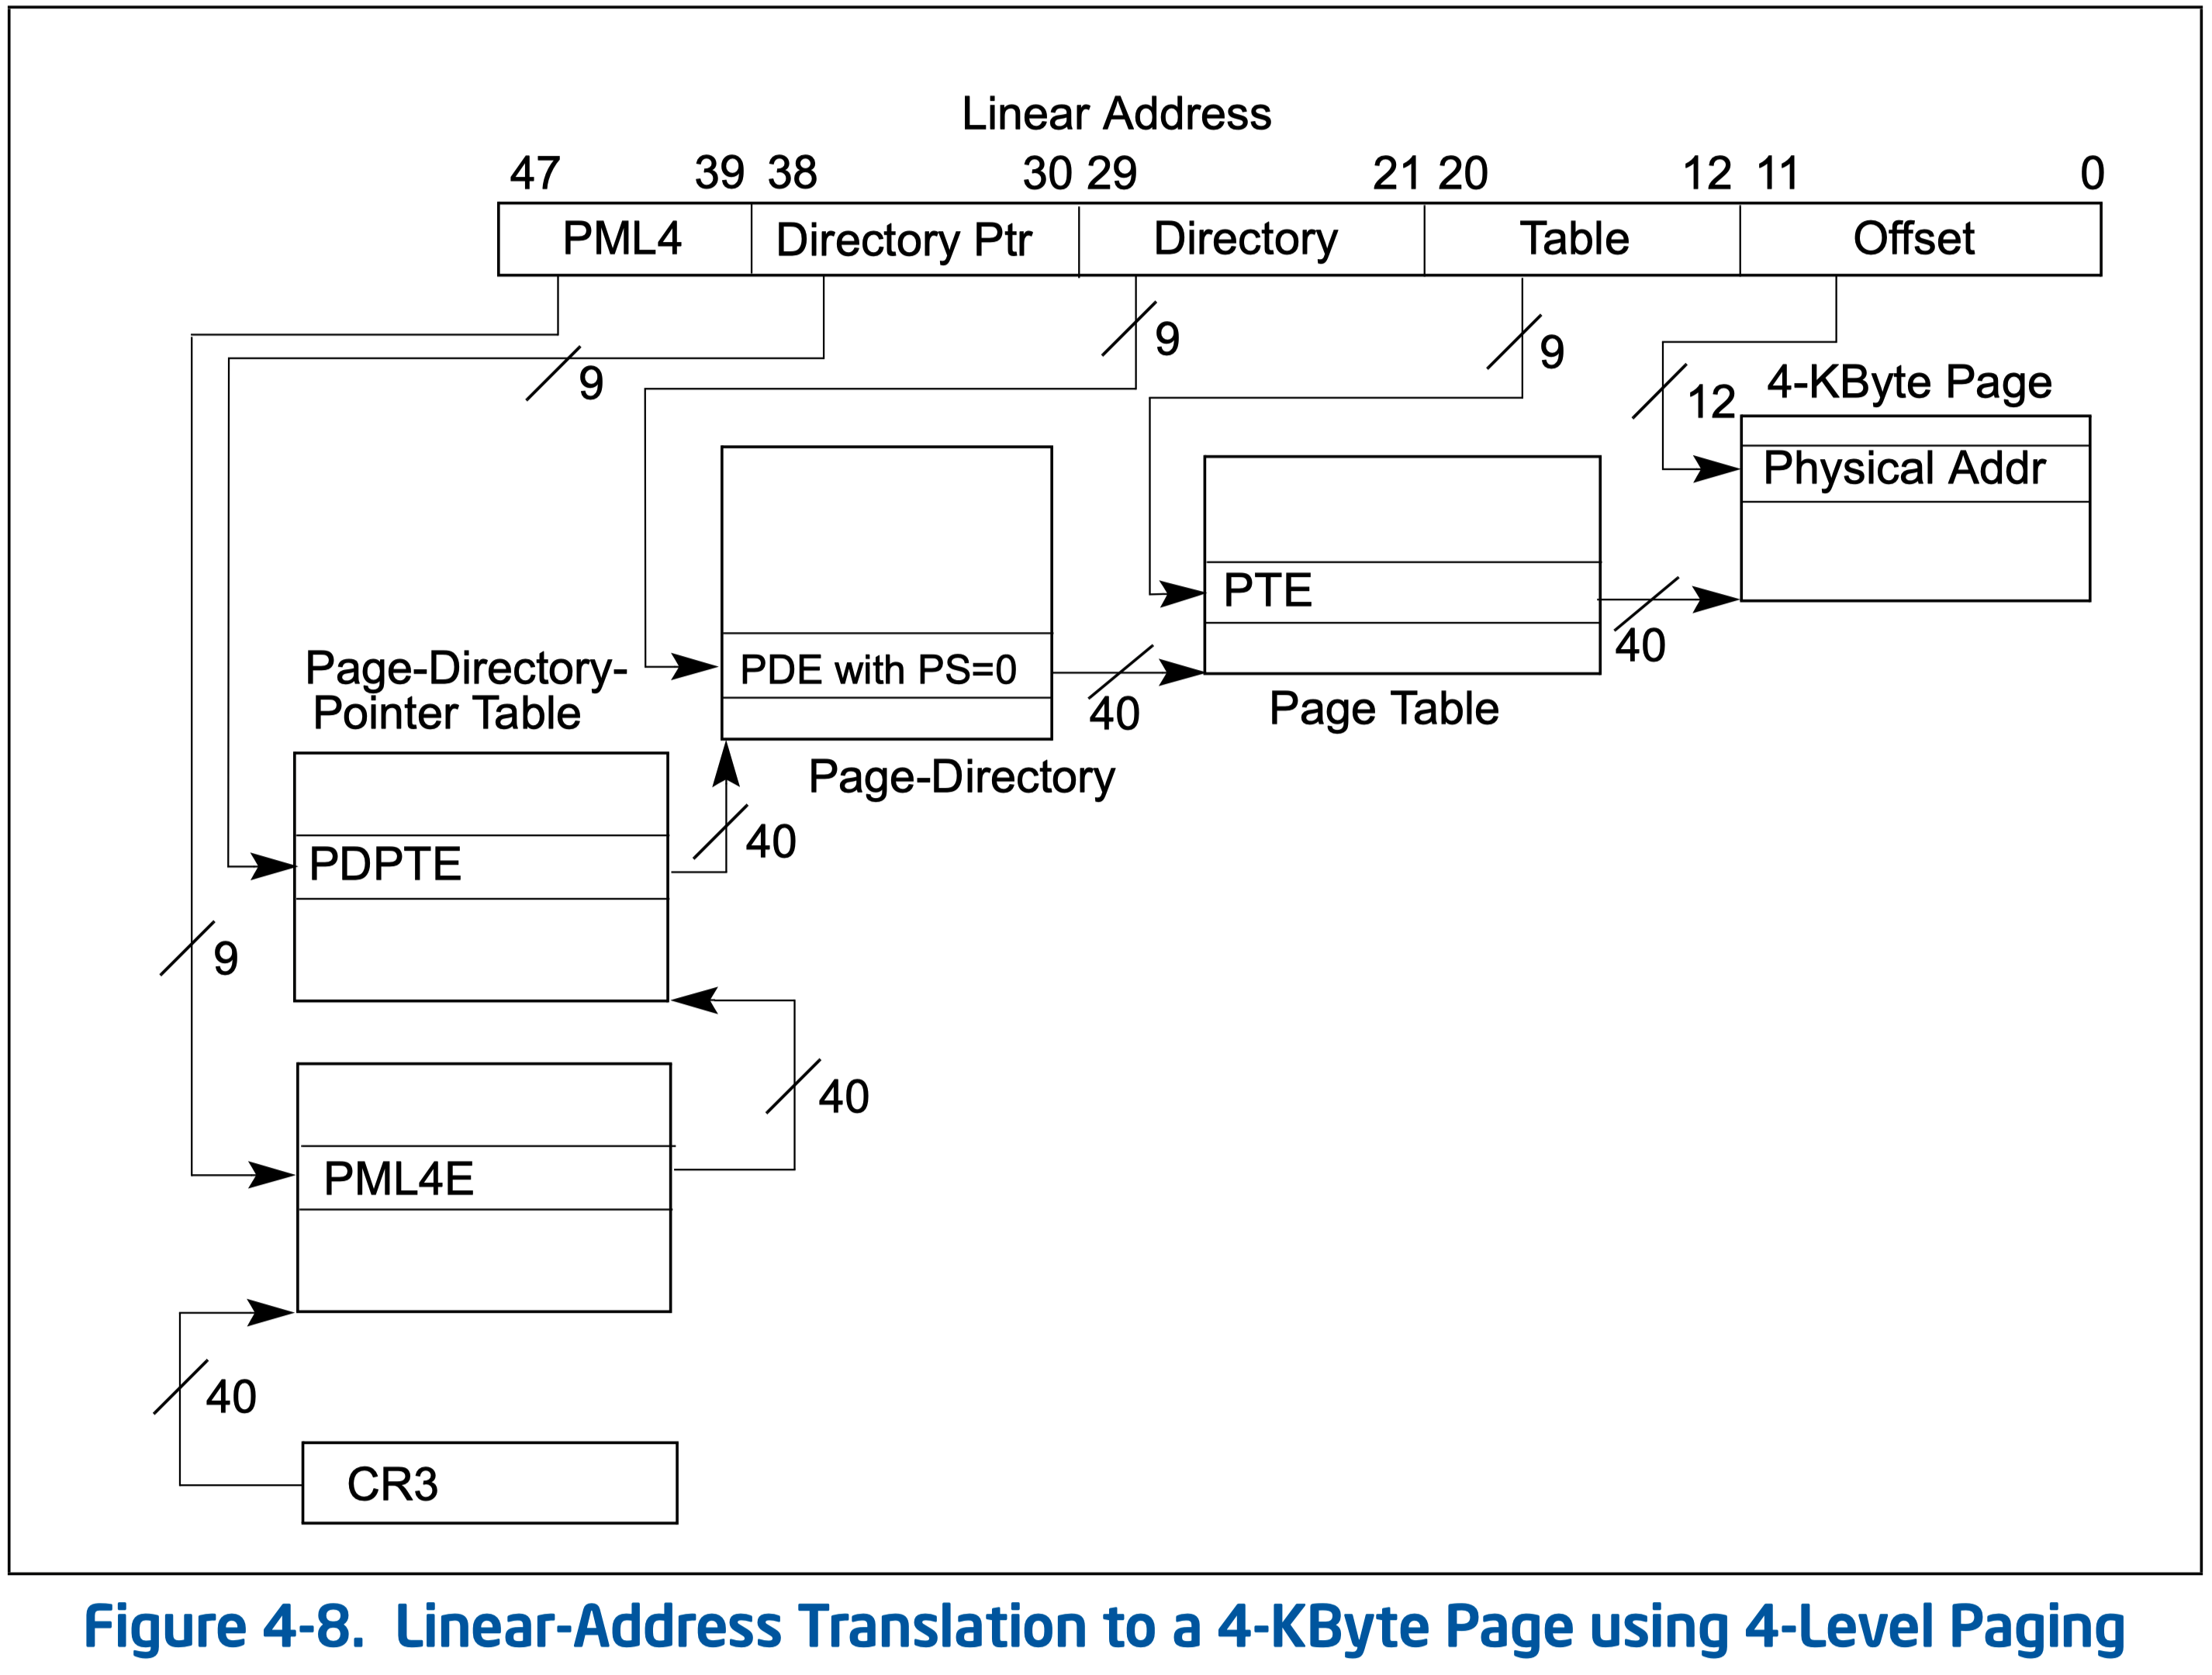 Linear Address
47 39 38 30 29 21 20 12 11 0
PML4 Directory Ptr Directory Table Offset
9
9
9
12
4-KByte Page
Physical Addr
PTE
40
Page-Directory-
Pointer Table
PDE with PS=0
40
Page Table
Page-Directory
40
PDPTE
9
40
PML4E
40
CR3
Figure 4-8. Linear-Address Translation to a 4-KByte Page using 4-Level Paging